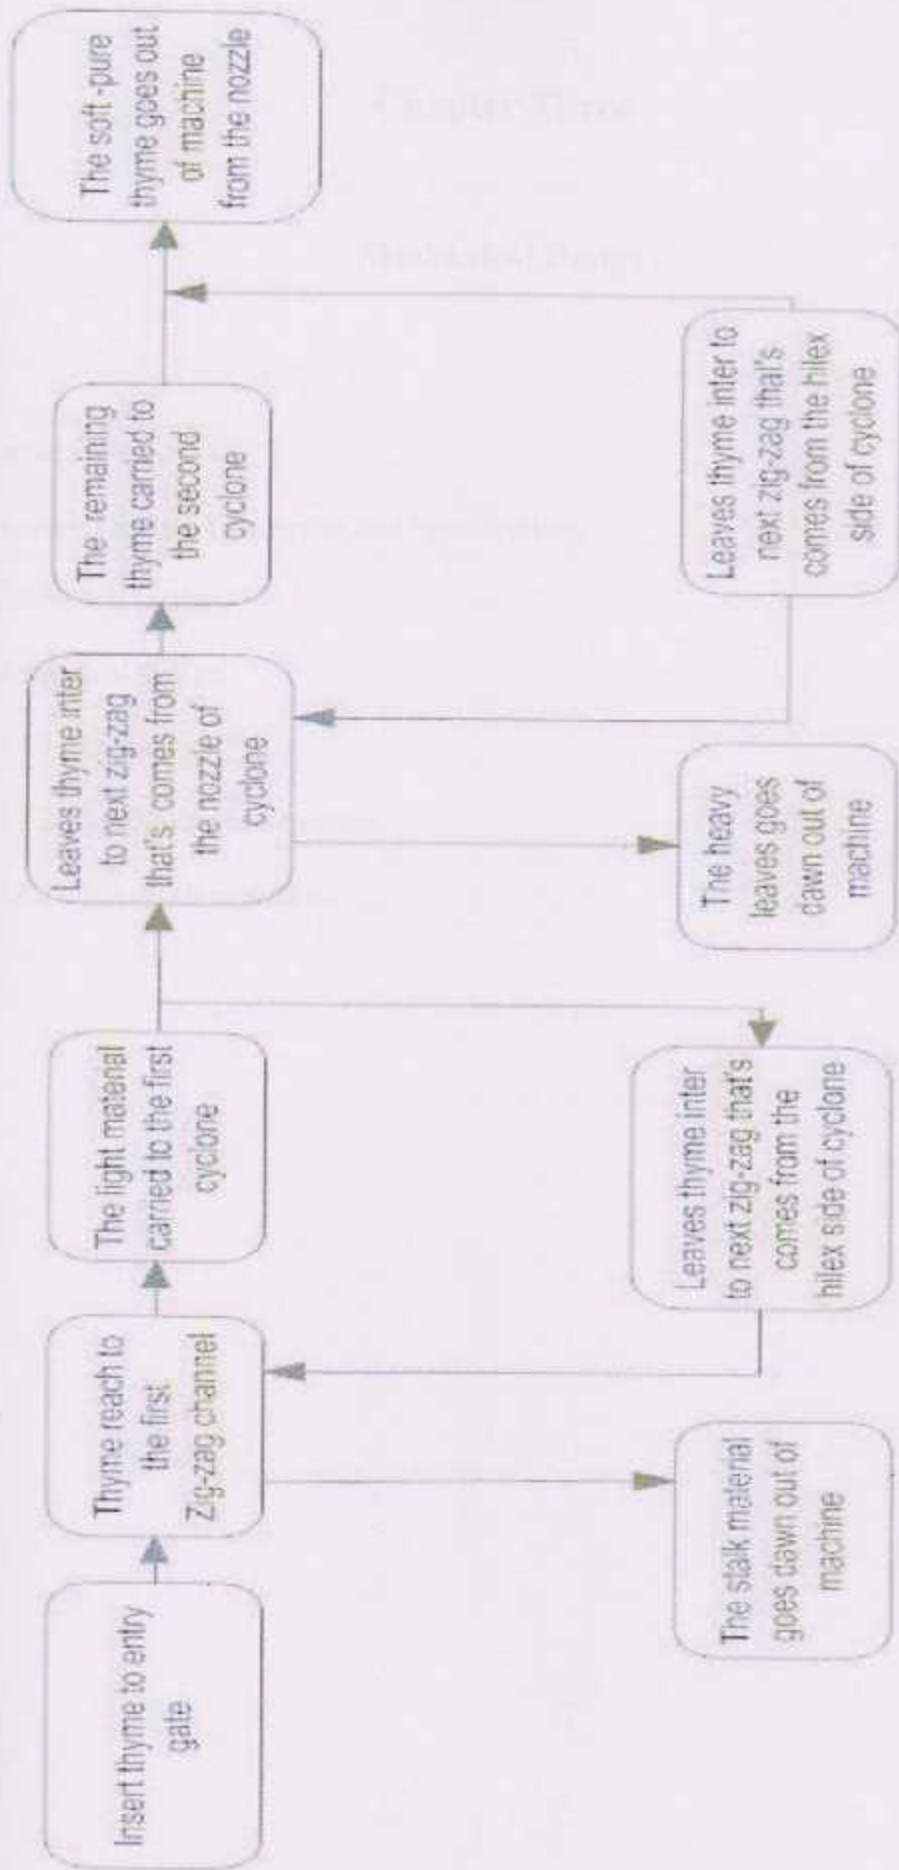 Insert thyme to entry
gate
Thyme reach to
the first
Zig-zag channel
The light material
carried to the first
cyclone
Leaves thyme inter
to next zig-zag
that's comes from
the nozzle of
cyclone
The remaining
thyme carried to
the second
cyclone
The soft -pure
thyme goes out
of machine
from the nozzle
The stalk material
goes dawn out of
machine
Leaves thyme inter
to next zig-zag that's
comes from the
hilex side of cyclone
The heavy
leaves goes
dawn out of
machine
Leaves thyme inter to
next zig-zag that's
comes from the hilex
side of cyclone
Chapter Three
Mechanical Design